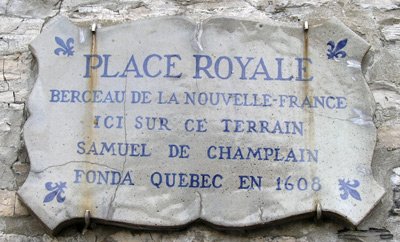 PLACE ROYALE
BERCEAU DE LA NOUVELLE-FRANCE
ICI SUR CE TERRAIN
SAMUEL DE CHAMPLAIN
FONDA QUEBEC EN 1608